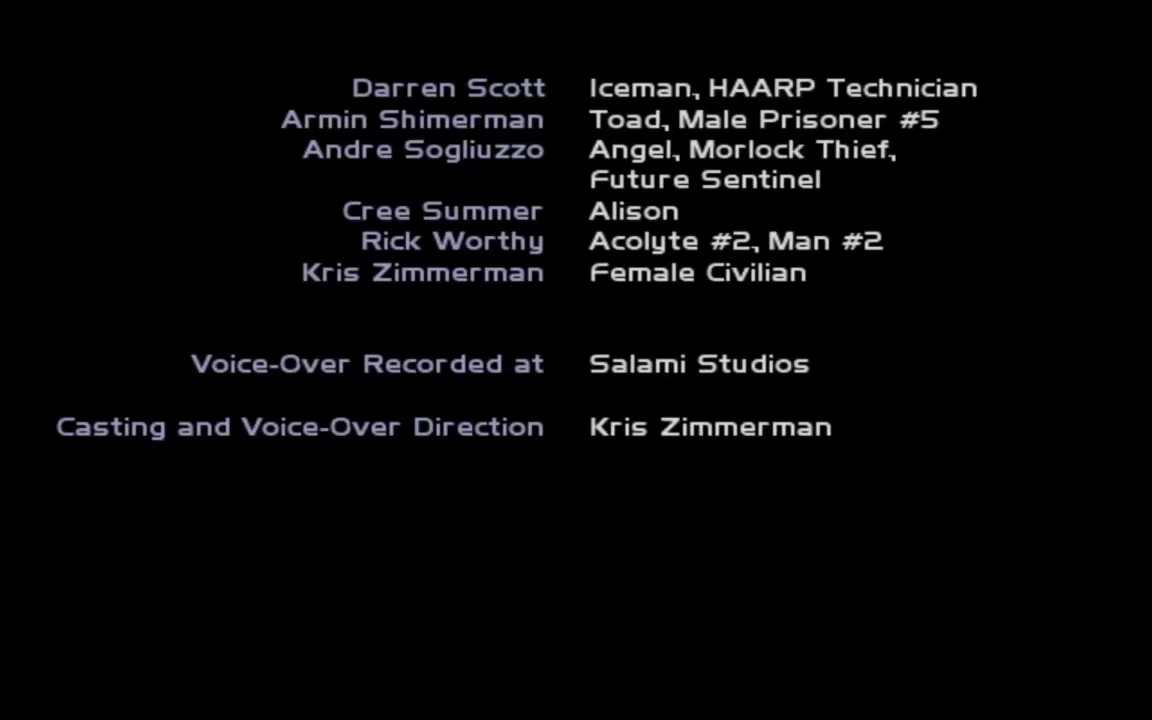 Darren Scott Iceman, HAARP Technician
Armin Shimerman Toad, Male Prisoner #5
Andre Sogliuzzo Angel, Morlock Thief,
Future Sentinel
Cree Summer Alison
Rick Worthy Acolyte #2, Man #2
Kris Zimmerman Female Civilian
Voice-Over Recorded at Salami Studios
Casting and Voice-Over Direction Kris Zimmerman